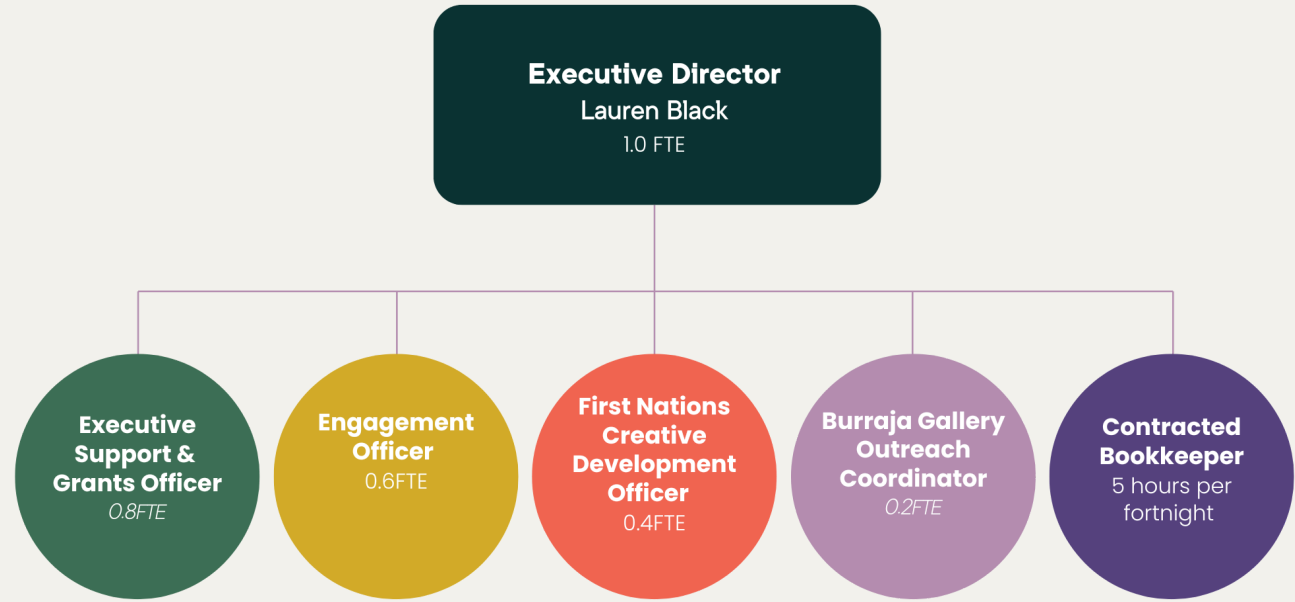 Executive Director
Lauren Black
1.0 FTE
Executive
Support &
Grants Officer
0.8FTE
Engagement
Officer
0.6FTE
First Nations
Creative
Development
Officer
0.4FTE
Burraja Gallery
Outreach
Coordinator
0.2FTE
Contracted
Bookkeeper
5 hours per
fortnight